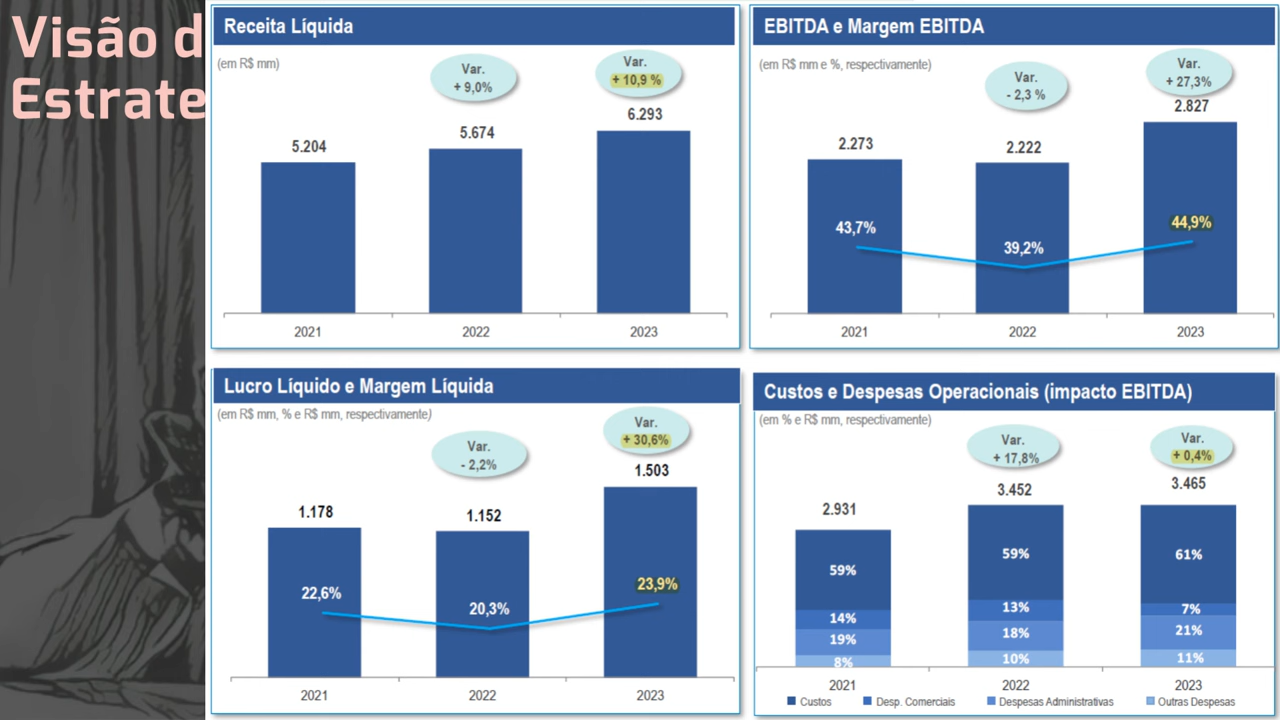 Visão d
Estrate
Receita Líquida
(em R$ mm)
Var.
+ 9,0%
Var.
+ 10,9 %
5.204
5.674
6.293
2021
2022
2023
EBITDA e Margem EBITDA
(em R$ mm e %, respectivamente)
Var.
- 2,3 %
Var.
+ 27,3%
2.273
2.222
2.827
43,7%
39,2%
44,9%
2021
2022
2023
Lucro Líquido e Margem Líquida
(em R$ mm, % e R$ mm, respectivamente)
Var.
- 2,2%
Var.
+ 30,6%
1.178
1.152
1.503
22,6%
20,3%
23,9%
2021
2022
2023
Custos e Despesas Operacionais (impacto EBITDA)
(em % e R$ mm, respectivamente)
Var.
+ 17,8%
Var.
+ 0,4%
2.931
3.452
3.465
59%
59%
61%
14%
13%
7%
19%
18%
21%
8%
10%
11%
2021
2022
2023
Custos
Desp. Comerciais
Despesas Administrativas
Outras Despesas